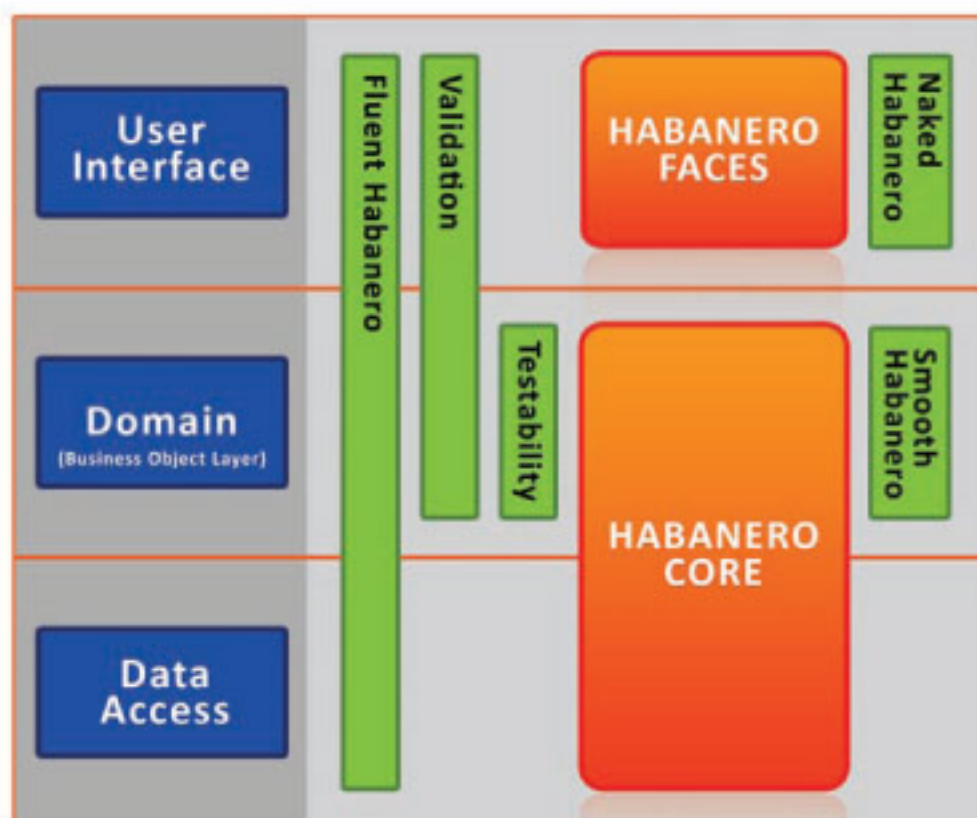 User
Interface
Fluent Habanero
Validation
HABANERO
FACES
Naked
Habanero
Domain
(Business Object Layer)
Testability
HABANERO
CORE
Smooth
Habanero
Data
Access